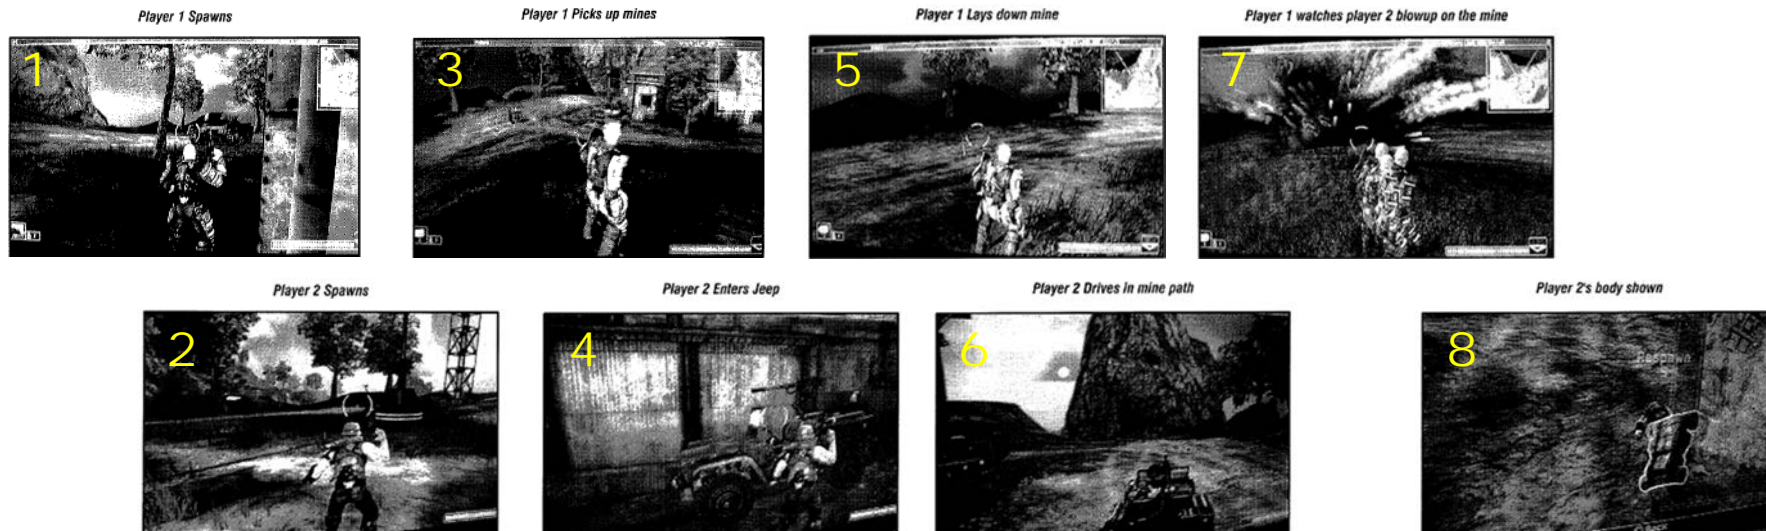 Player 1 Spawns
Player 1 Picks up mines
Player 1 Lays down mine
Player 1 watches player 2 blowup on the mine
1
3
5
7
Player 2 Spawns
Player 2 Enters Jeep
Player 2 Drives in mine path
Player 2's body shown
2
4
6
8
Respawn